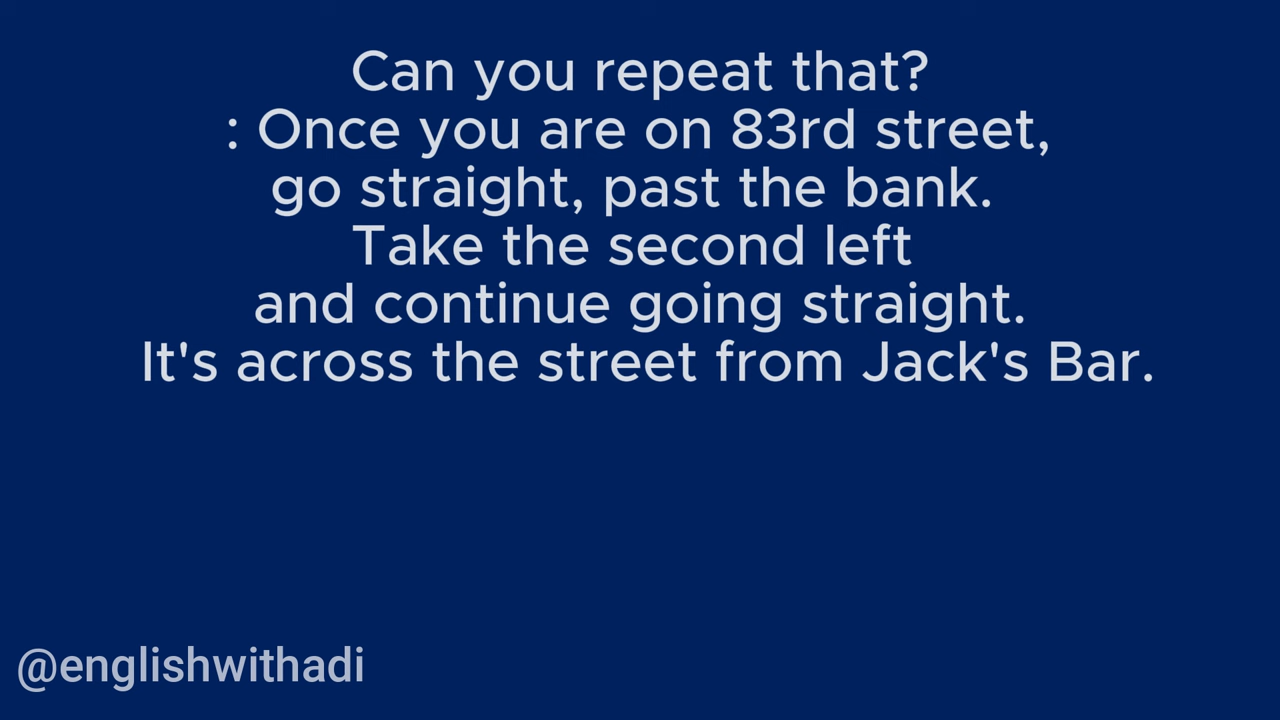 Can you repeat that?
: Once you are on 83rd street,
go straight, past the bank.
Take the second left
and continue going straight.
It's across the street from Jack's Bar.
@englishwithadi